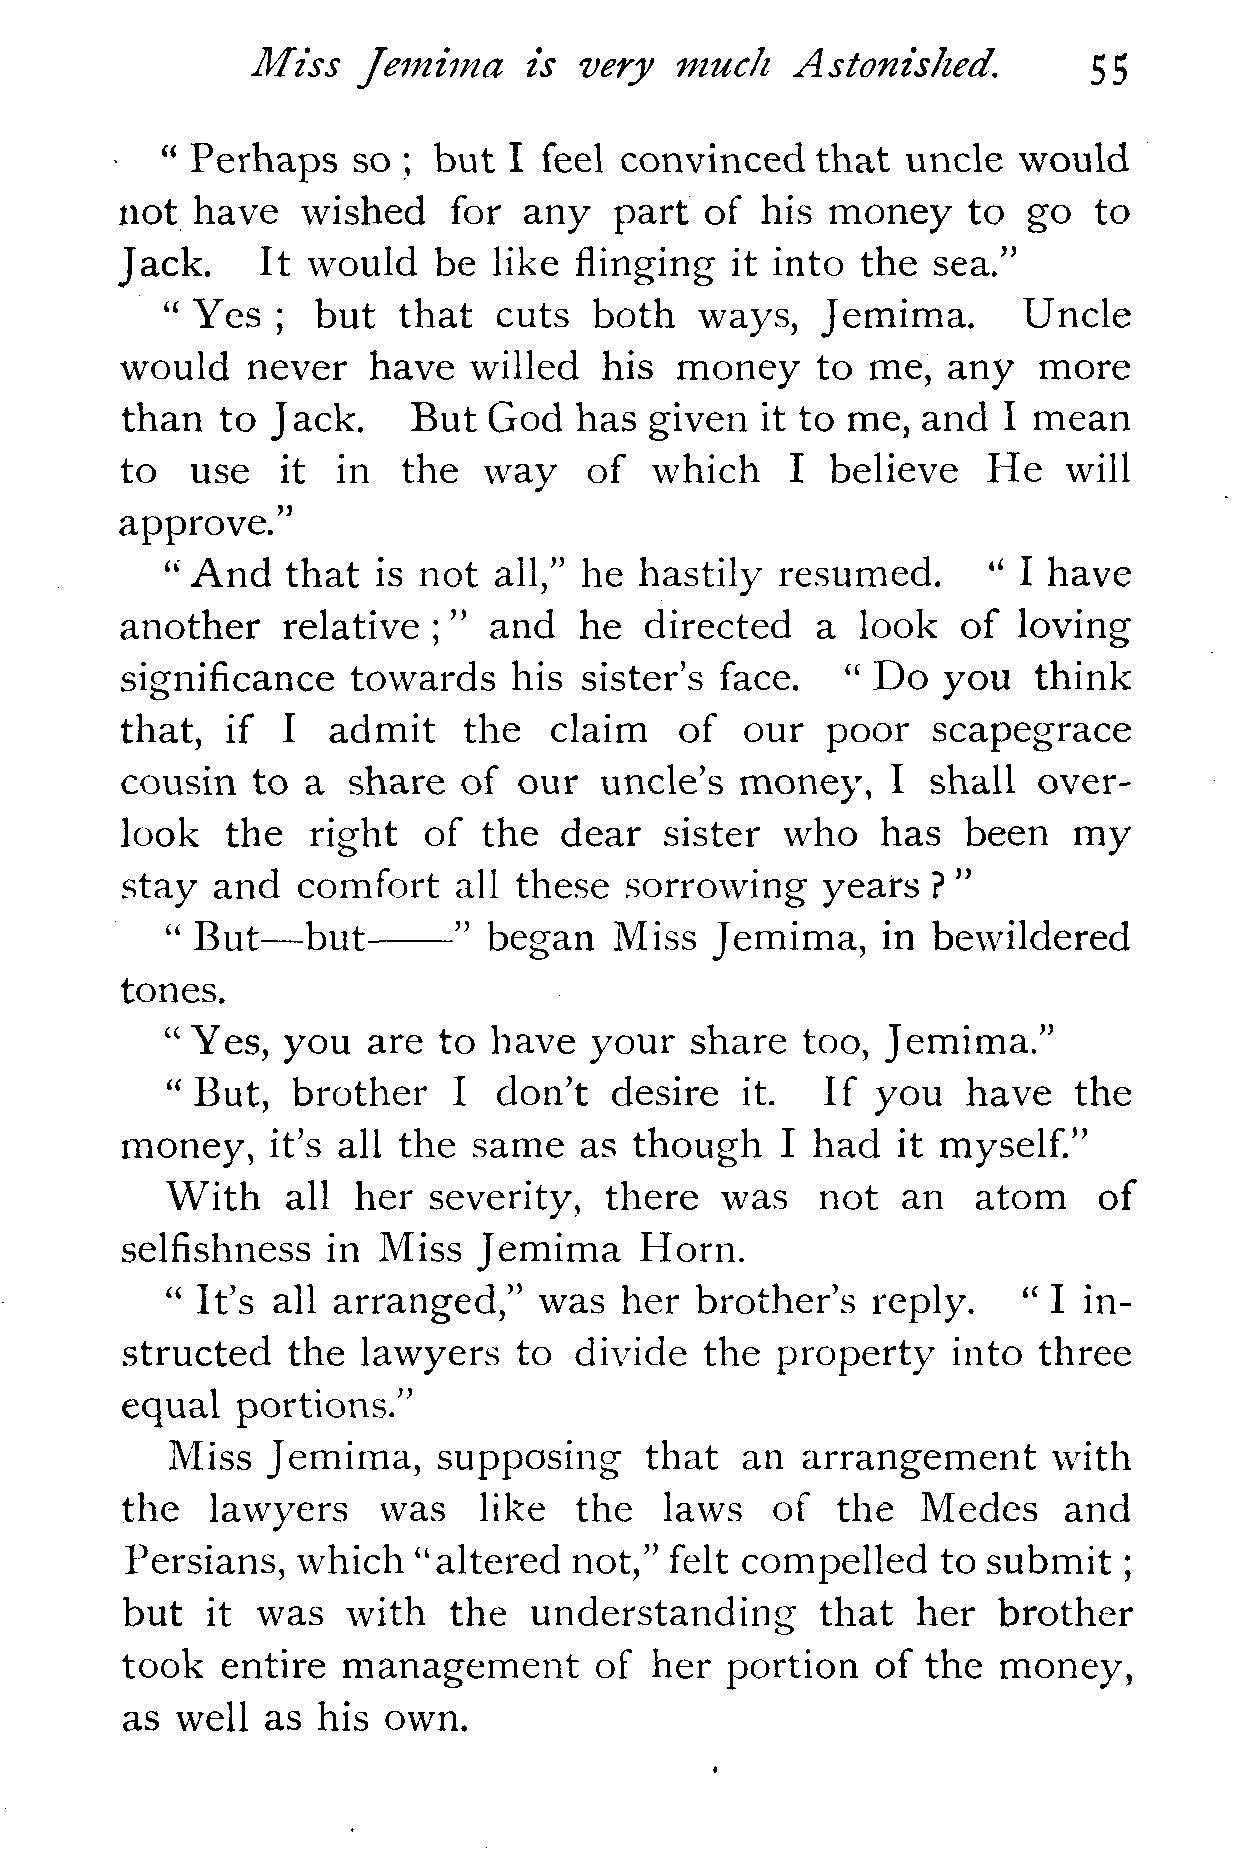 Miss Jemima is very much Astonished. 55
“ Perhaps so ; but I feel convinced that uncle would
not have wished for any part of his money to go to
Jack. It would be like flinging it into the sea.”
“ Yes ; but that cuts both ways, Jemima. Uncle
would never have willed his money to me, any more
than to Jack. But God has given it to me, and I mean
to use it in the way of which I believe He will
approve.”
“ And that is not all,” he hastily resumed. “ I have
another relative ; ” and he directed a look of loving
significance towards his sister’s face. “ Do you think
that, if I admit the claim of our poor scapegrace
cousin to a share of our uncle’s money, I shall over-
look the right of the dear sister who has been my
stay and comfort all these sorrowing years ? ”
“ But—but——” began Miss Jemima, in bewildered
tones.
“ Yes, you are to have your share too, Jemima.”
“ But, brother I don’t desire it. If you have the
money, it’s all the same as though I had it myself.”
With all her severity, there was not an atom of
selfishness in Miss Jemima Horn.
“ It’s all arranged,” was her brother’s reply. “ I in-
structed the lawyers to divide the property into three
equal portions.”
Miss Jemima, supposing that an arrangement with
the lawyers was like the laws of the Medes and
Persians, which “altered not,” felt compelled to submit ;
but it was with the understanding that her brother
took entire management of her portion of the money,
as well as his own.